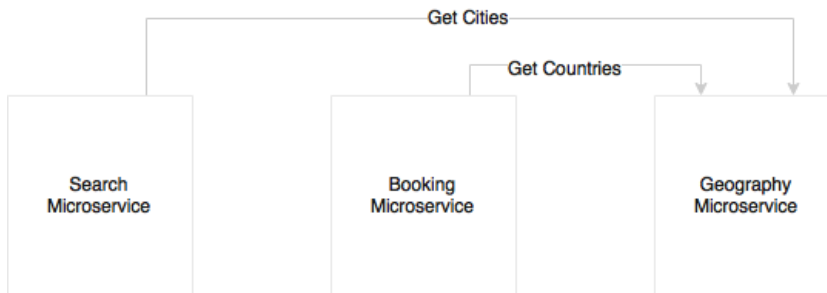 Get Cities
Get Countries
Search
Microservice
Booking
Microservice
Geography
Microservice